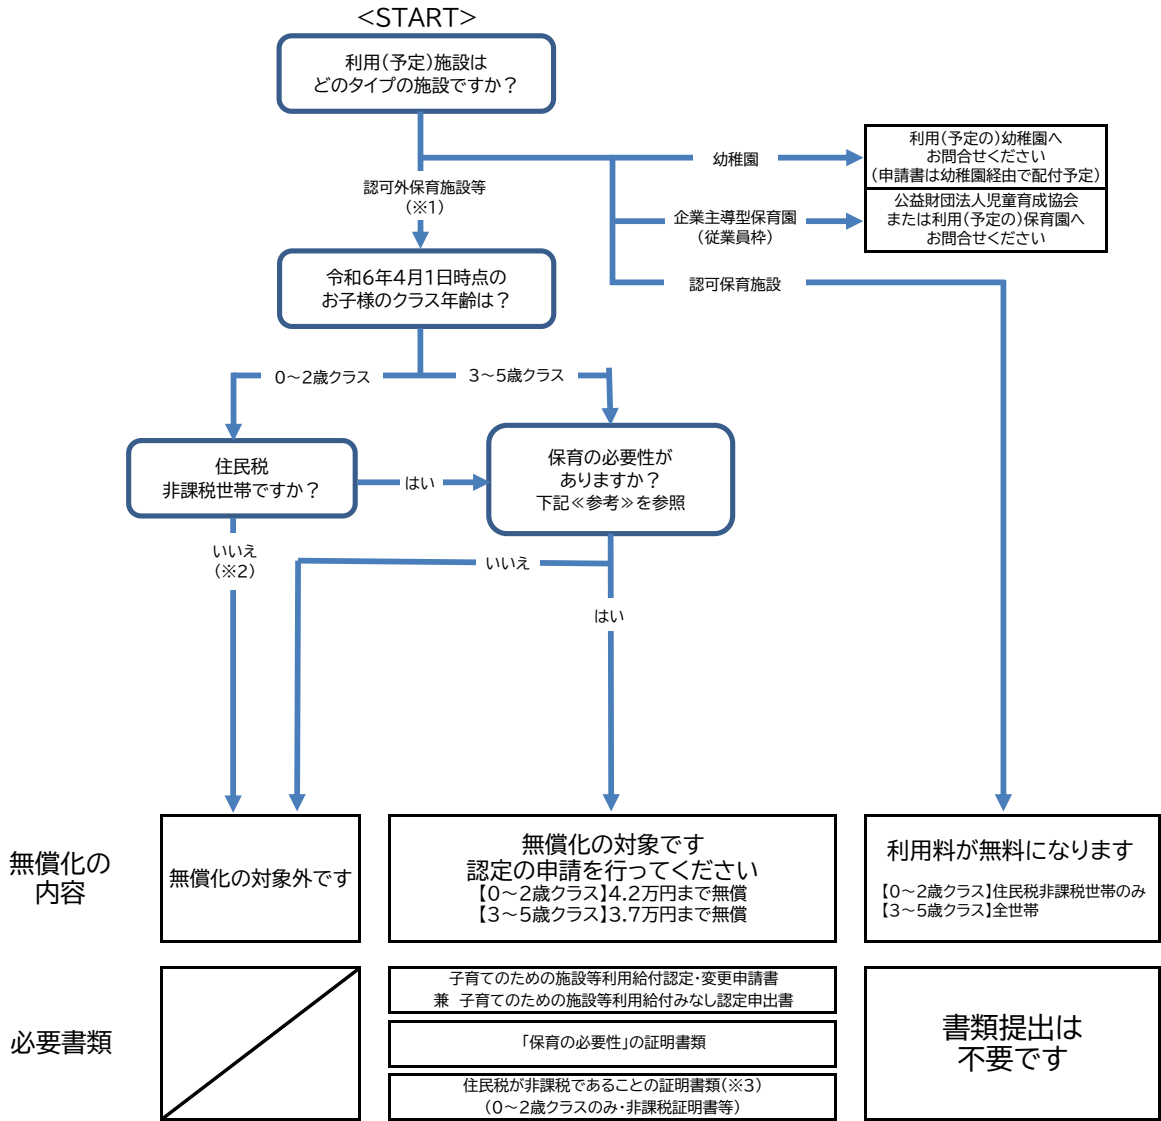 <START>
利用（予定）施設は
どのタイプの施設ですか？
幼稚園
利用（予定の）幼稚園へ
お問合せください
（申請書は幼稚園経由で配付予定）
認可外保育施設等
（※1）
企業主導型保育園
（従業員枠）
公益財団法人児童育成協会
または利用（予定の）保育園へ
お問合せください
認可保育施設
令和6年4月1日時点の
お子様のクラス年齢は？
0～2歳クラス
3～5歳クラス
住民税
非課税世帯ですか？
はい
保育の必要性が
ありますか？
下記≪参考≫を参照
いいえ
（※2）
いいえ
はい
無償化の
内容
無償化の対象外です
無償化の対象です
認定の申請を行ってください
【0～2歳クラス】4.2万円まで無償
【3～5歳クラス】3.7万円まで無償
利用料が無料になります
【0～2歳クラス】住民税非課税世帯のみ
【3～5歳クラス】全世帯
必要書類
子育てのための施設等利用給付認定・変更申請書
兼 子育てのための施設等利用給付みなし認定申出書
「保育の必要性」の証明書類
住民税が非課税であることの証明書類（※3）
（0～2歳クラスのみ・非課税証明書等）
書類提出は
不要です